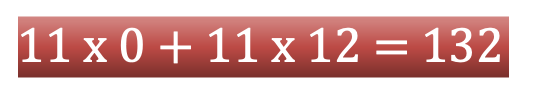 11 x 0 + 11 x 12 = 132